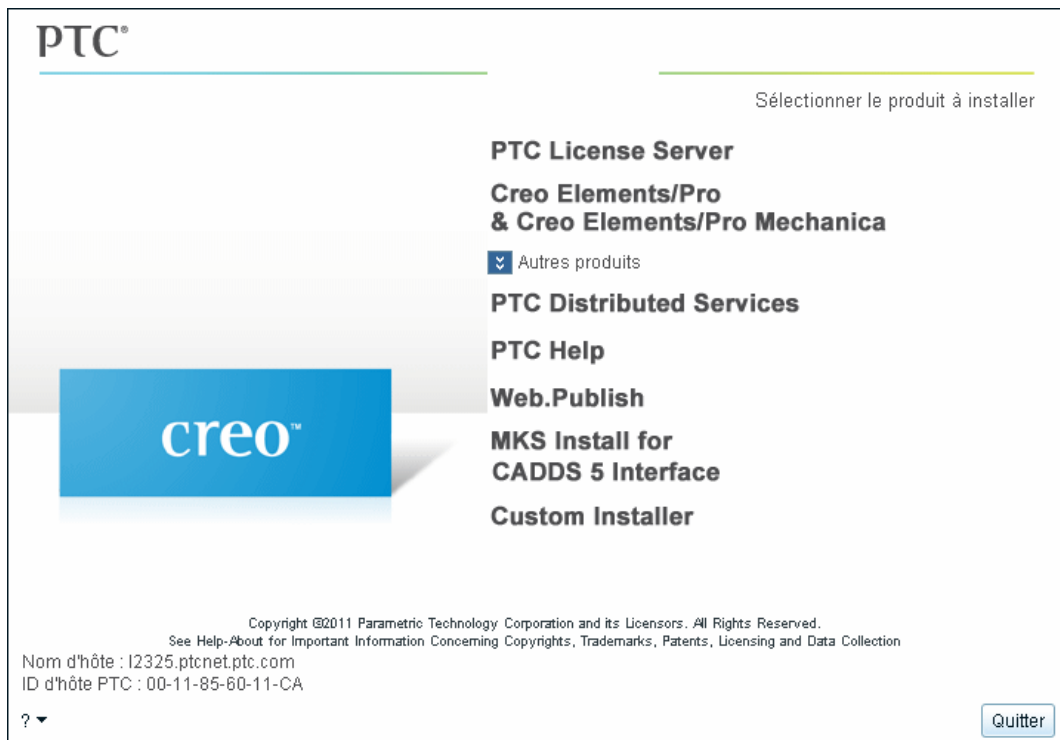 PTC®
Sélectionner le produit à installer
PTC License Server
Creo Elements/Pro
& Creo Elements/Pro Mechanica
Autres produits
PTC Distributed Services
PTC Help
Web.Publish
MKS Install for
CADDS 5 Interface
Custom Installer
creo™
Copyright ©2011 Parametric Technology Corporation and its Licensors. All Rights Reserved.
See Help-About for Important Information Concerning Copyrights, Trademarks, Patents, Licensing and Data Collection
Nom d'hôte : l2325.ptcnet.ptc.com
ID d'hôte PTC : 00-11-85-60-11-CA
?
Quitter